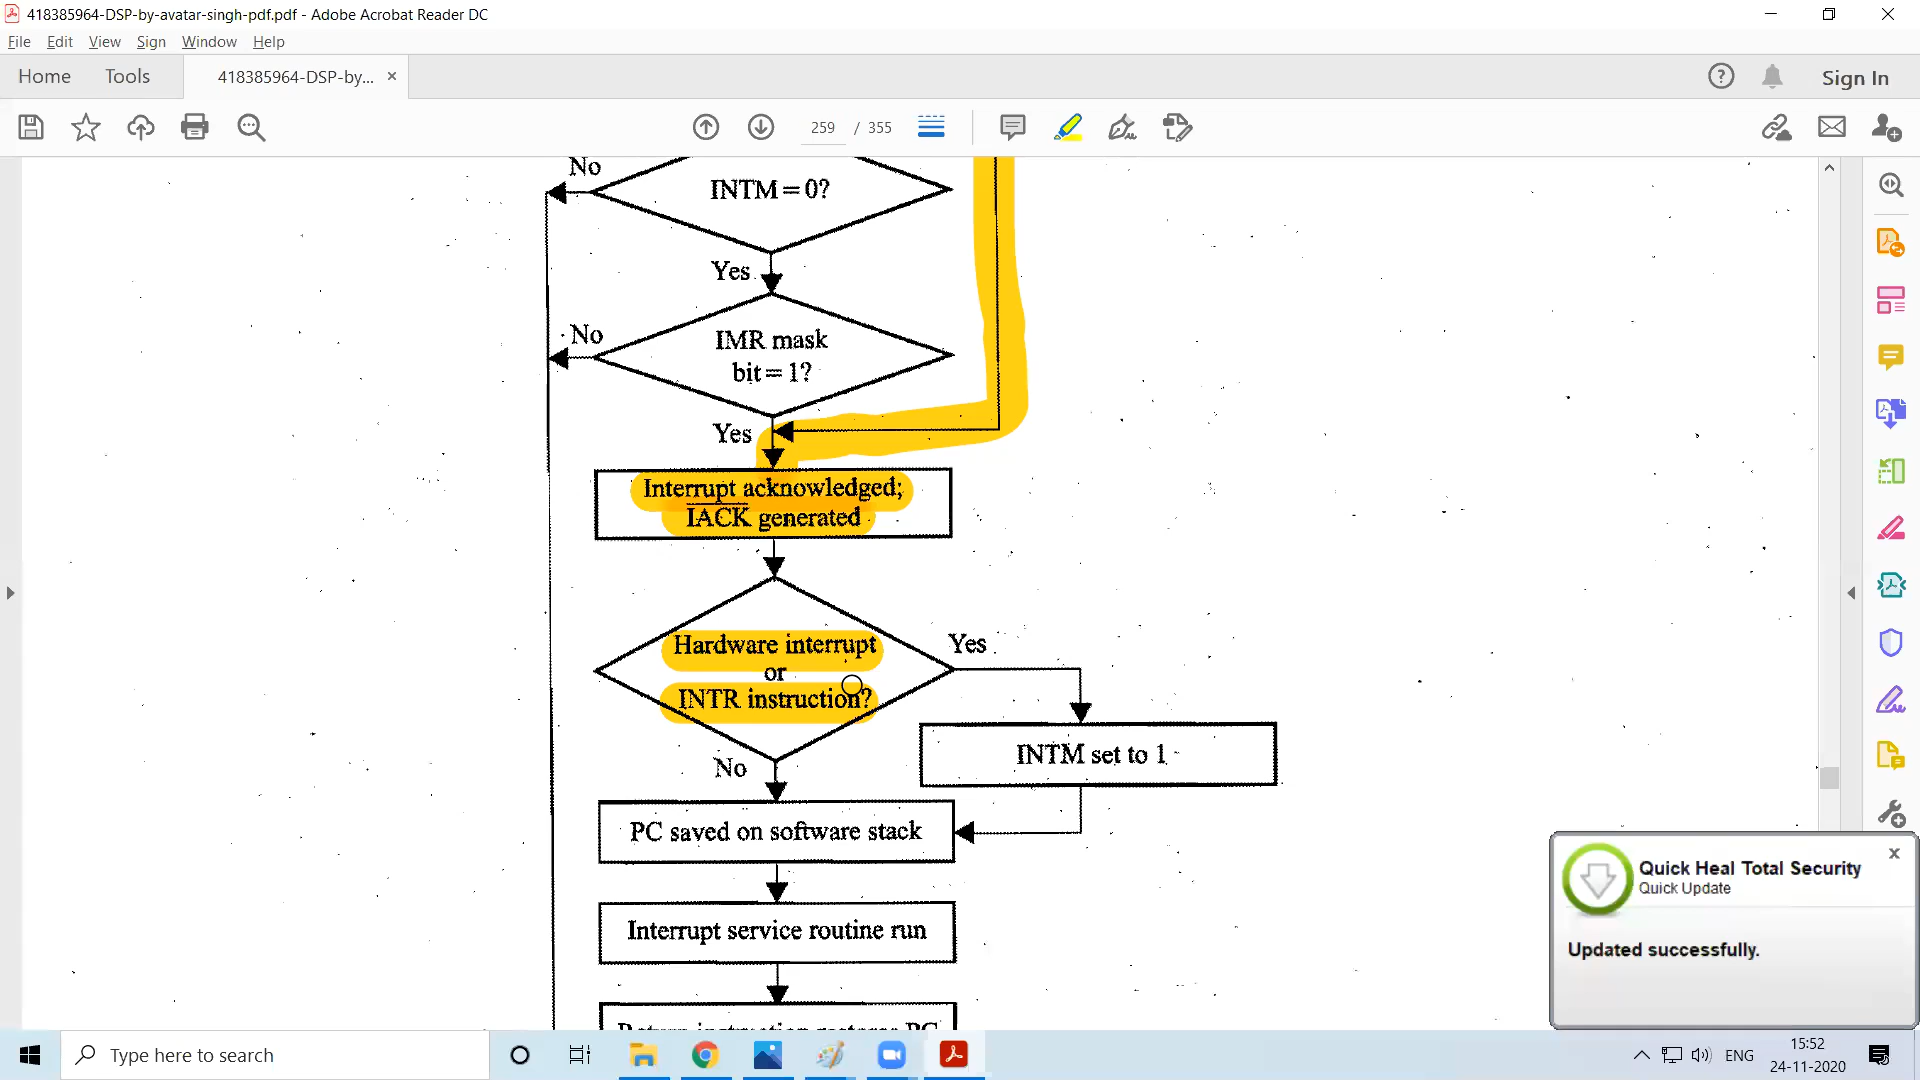 418385964-DSP-by-avatar-singh-pdf.pdf - Adobe Acrobat Reader DC
File Edit View Sign Window Help
Home Tools 418385964-DSP-by... × Sign In
259 / 355
No
INTM = 0?
Yes
No
IMR mask
bit = 1?
Yes
Interrupt acknowledged;
IACK generated
Hardware interrupt
or
INTR instruction?
Yes
INTM set to 1
No
PC saved on software stack
Interrupt service routine run
Return instruction restores PC
Quick Heal Total Security
Quick Update
Updated successfully.
Type here to search
ENG
15:52
24-11-2020